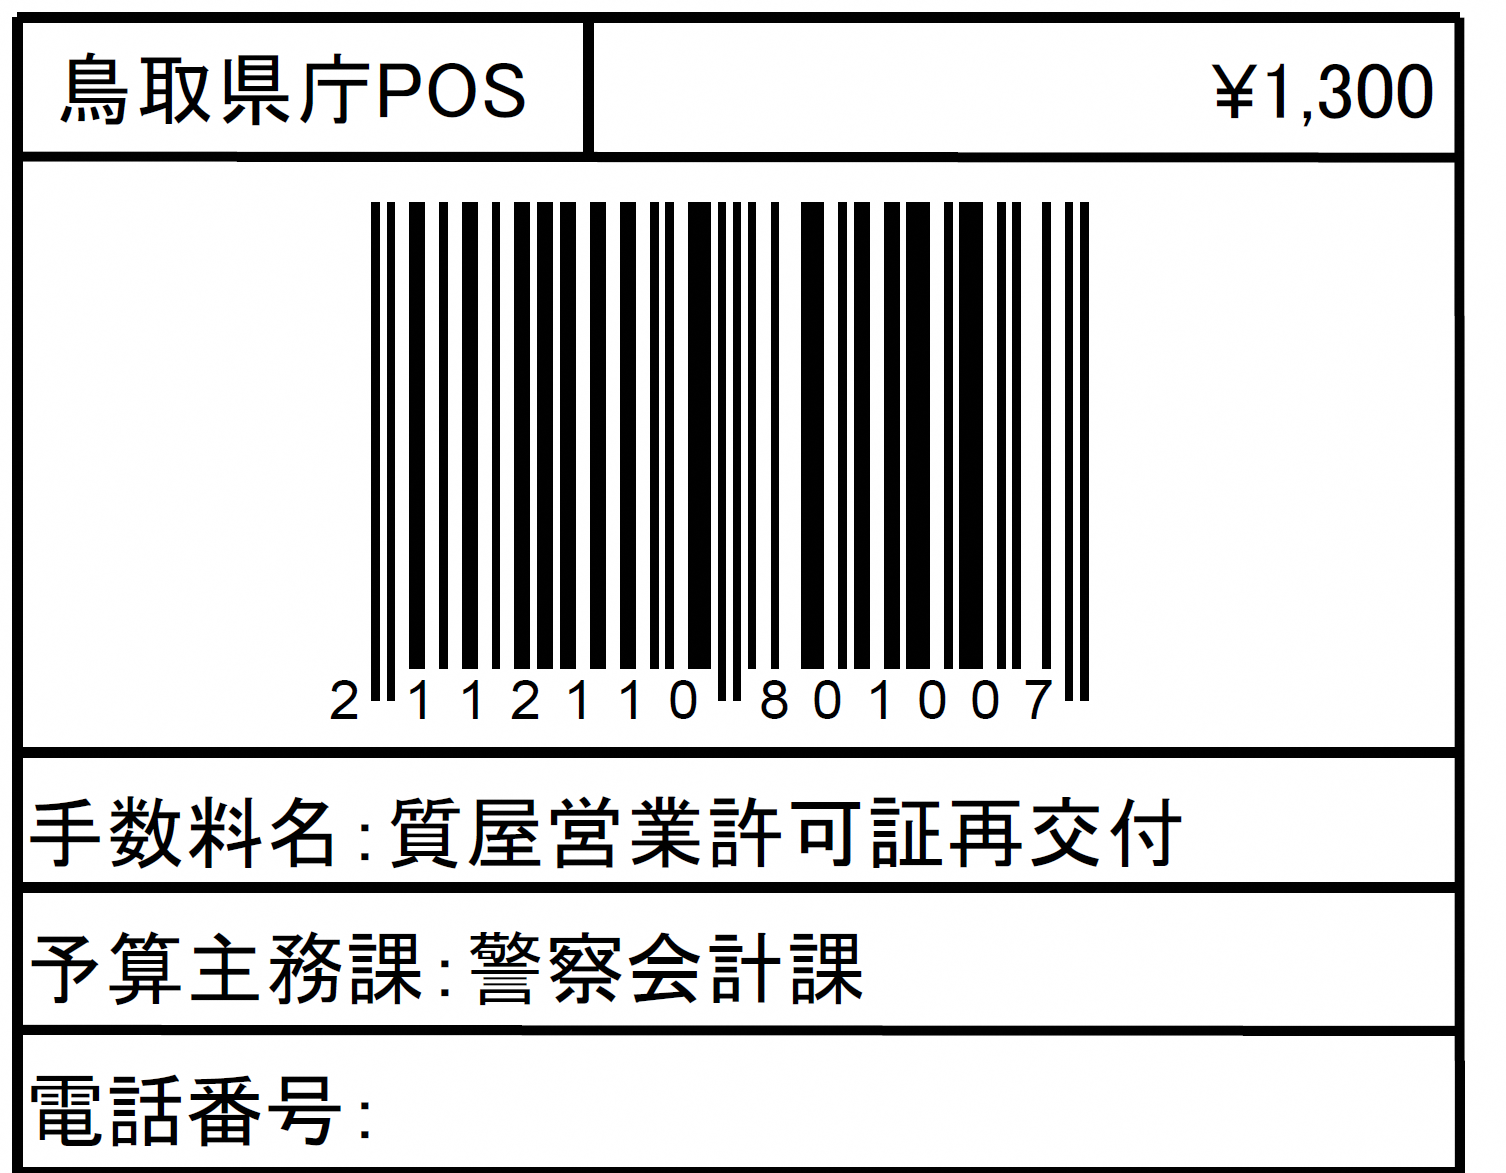 鳥取県庁POS ¥1,300
2 112110 801007
手数料名:質屋営業許可証再交付
予算主務課:警察会計課
電話番号: